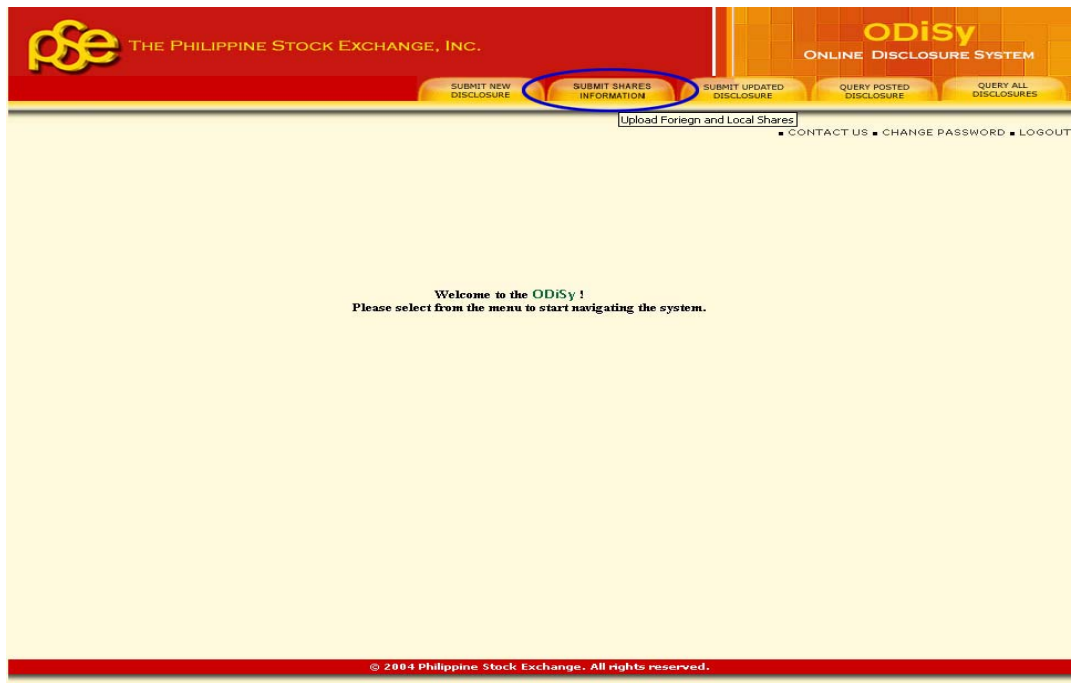 pse
THE PHILIPPINE STOCK EXCHANGE, INC.
ODiSy
ONLINE DISCLOSURE SYSTEM
SUBMIT NEW
DISCLOSURE
SUBMIT SHARES
INFORMATION
SUBMIT UPDATED
DISCLOSURE
QUERY POSTED
DISCLOSURE
QUERY ALL
DISCLOSURES
Upload Foriegn and Local Shares
▪ CONTACT US ▪ CHANGE PASSWORD ▪ LOGOUT
Welcome to the ODiSy !
Please select from the menu to start navigating the system.
© 2004 Philippine Stock Exchange. All rights reserved.